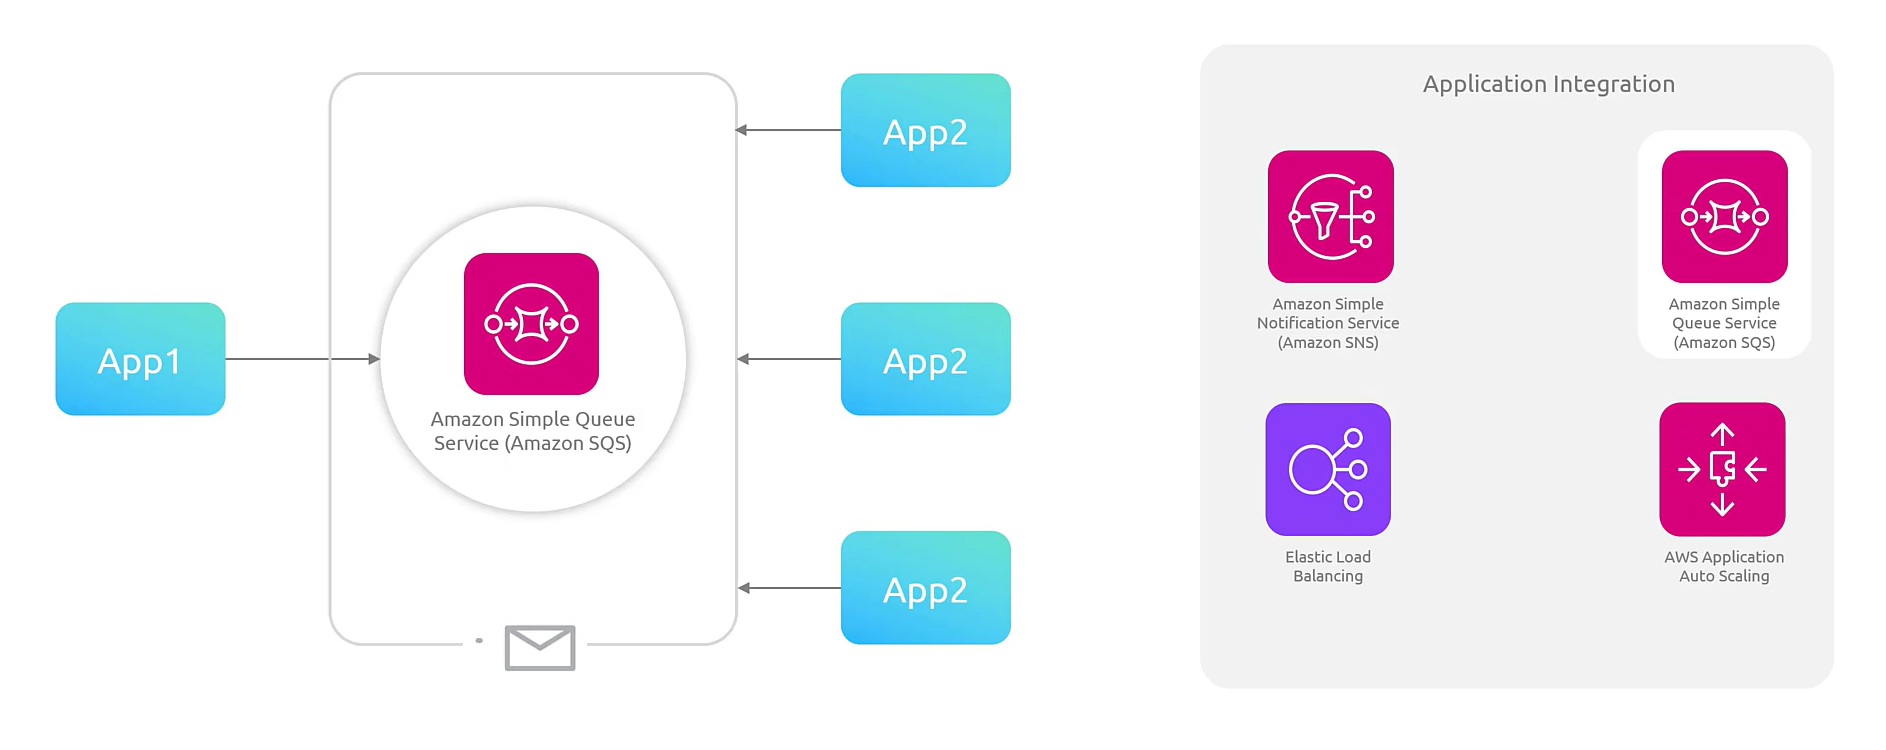 App1
Amazon Simple Queue
Service (Amazon SQS)
App2
App2
App2
Application Integration
Amazon Simple
Notification Service
(Amazon SNS)
Amazon Simple
Queue Service
(Amazon SQS)
Elastic Load
Balancing
AWS Application
Auto Scaling